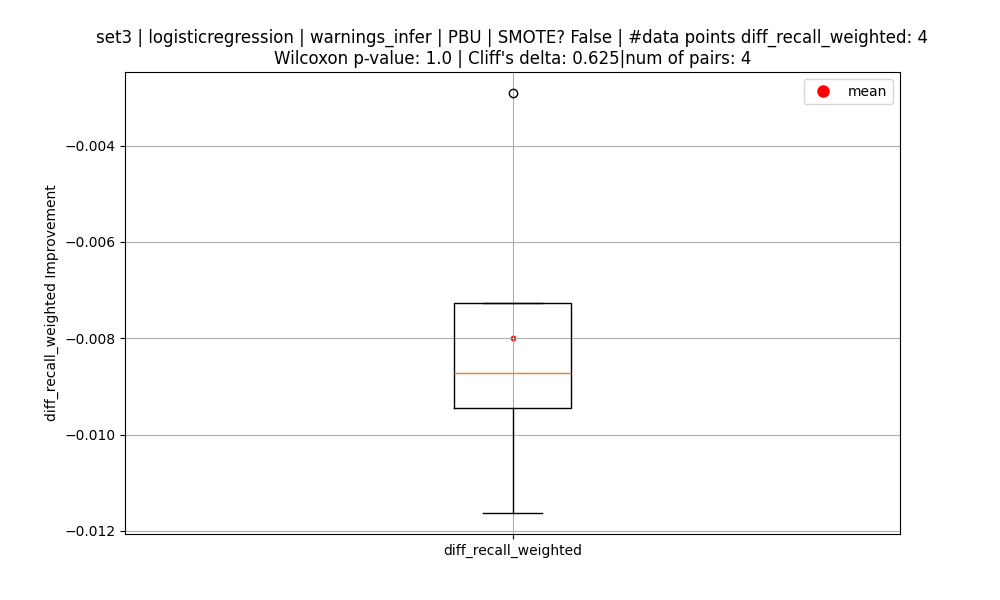 set3 | logisticregression | warnings_infer | PBU | SMOTE? False | #data points diff_recall_weighted: 4
Wilcoxon p-value: 1.0 | Cliff's delta: 0.625|num of pairs: 4
mean
−0.004
−0.006
−0.008
−0.010
−0.012
diff_recall_weighted Improvement
diff_recall_weighted